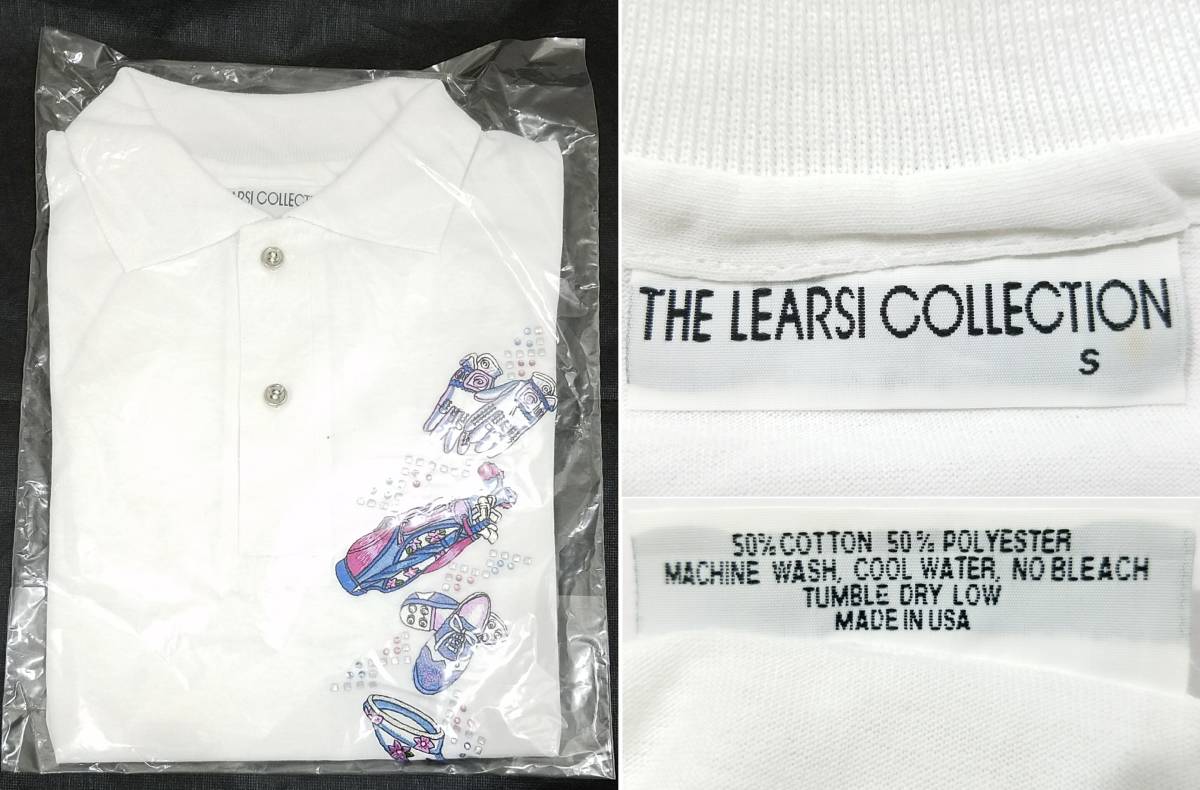 LEARSI COLLECT
THE LEARSI COLLECTION
S
50% COTTON 50% POLYESTER
MACHINE WASH, COOL WATER, NO BLEACH
TUMBLE DRY LOW
MADE IN USA